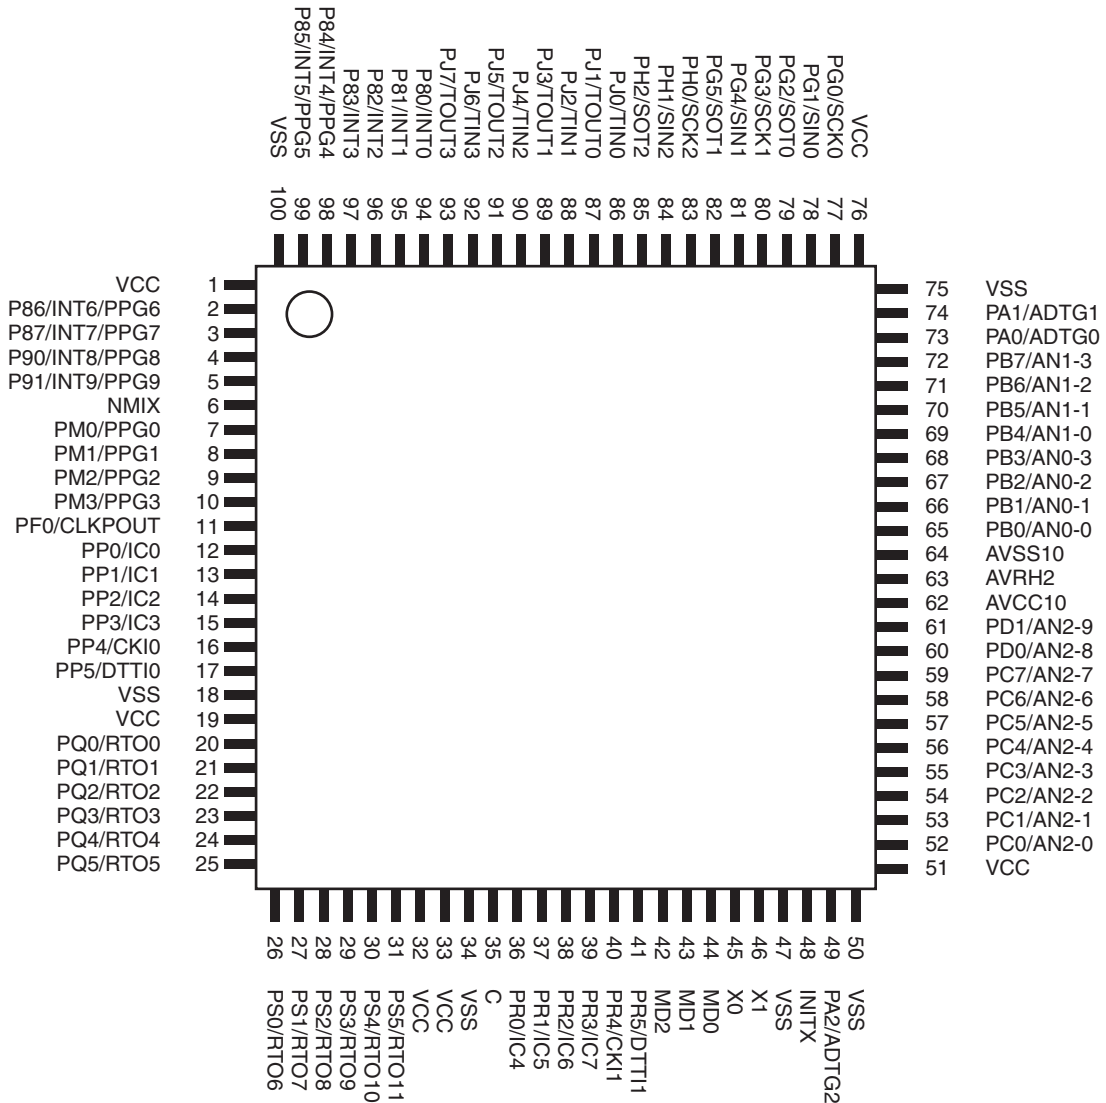 VSS
P85/INT5/PPG5
P84/INT4/PPG4
P83/INT3
P82/INT2
P81/INT1
P80/INT0
PJ7/TOUT3
PJ6/TIN3
PJ5/TOUT2
PJ4/TIN2
PJ3/TOUT1
PJ2/TIN1
PJ1/TOUT0
PJ0/TIN0
PH2/SOT2
PH1/SIN2
PH0/SCK2
PG5/SOT1
PG4/SIN1
PG3/SCK1
PG2/SOT0
PG1/SIN0
PG0/SCK0
VCC
100
99
98
97
96
95
94
93
92
91
90
89
88
87
86
85
84
83
82
81
80
79
78
77
76
VCC 1
P86/INT6/PPG6 2
P87/INT7/PPG7 3
P90/INT8/PPG8 4
P91/INT9/PPG9 5
NMIX 6
PM0/PPG0 7
PM1/PPG1 8
PM2/PPG2 9
PM3/PPG3 10
PF0/CLKPOUT 11
PP0/IC0 12
PP1/IC1 13
PP2/IC2 14
PP3/IC3 15
PP4/CKI0 16
PP5/DTTI0 17
VSS 18
VCC 19
PQ0/RTO0 20
PQ1/RTO1 21
PQ2/RTO2 22
PQ3/RTO3 23
PQ4/RTO4 24
PQ5/RTO5 25
75 VSS
74 PA1/ADTG1
73 PA0/ADTG0
72 PB7/AN1-3
71 PB6/AN1-2
70 PB5/AN1-1
69 PB4/AN1-0
68 PB3/AN0-3
67 PB2/AN0-2
66 PB1/AN0-1
65 PB0/AN0-0
64 AVSS10
63 AVRH2
62 AVCC10
61 PD1/AN2-9
60 PD0/AN2-8
59 PC7/AN2-7
58 PC6/AN2-6
57 PC5/AN2-5
56 PC4/AN2-4
55 PC3/AN2-3
54 PC2/AN2-2
53 PC1/AN2-1
52 PC0/AN2-0
51 VCC
26
27
28
29
30
31
32
33
34
35
36
37
38
39
40
41
42
43
44
45
46
47
48
49
50
PS0/RTO6
PS1/RTO7
PS2/RTO8
PS3/RTO9
PS4/RTO10
PS5/RTO11
VCC
VCC
VSS
C
PR0/IC4
PR1/IC5
PR2/IC6
PR3/IC7
PR4/CKI1
PR5/DTTI1
MD2
MD1
MD0
X0
X1
VSS
INITX
PA2/ADTG2
VSS